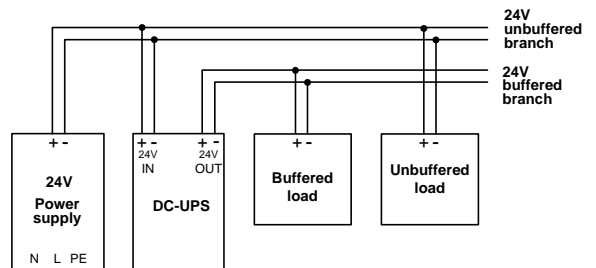 24V
unbuffered
branch
24V
buffered
branch
+ -
24V
Power
supply
N L PE
+ -
24V
IN
+ -
24V
OUT
DC-UPS
+ -
Buffered
load
+ -
Unbuffered
load